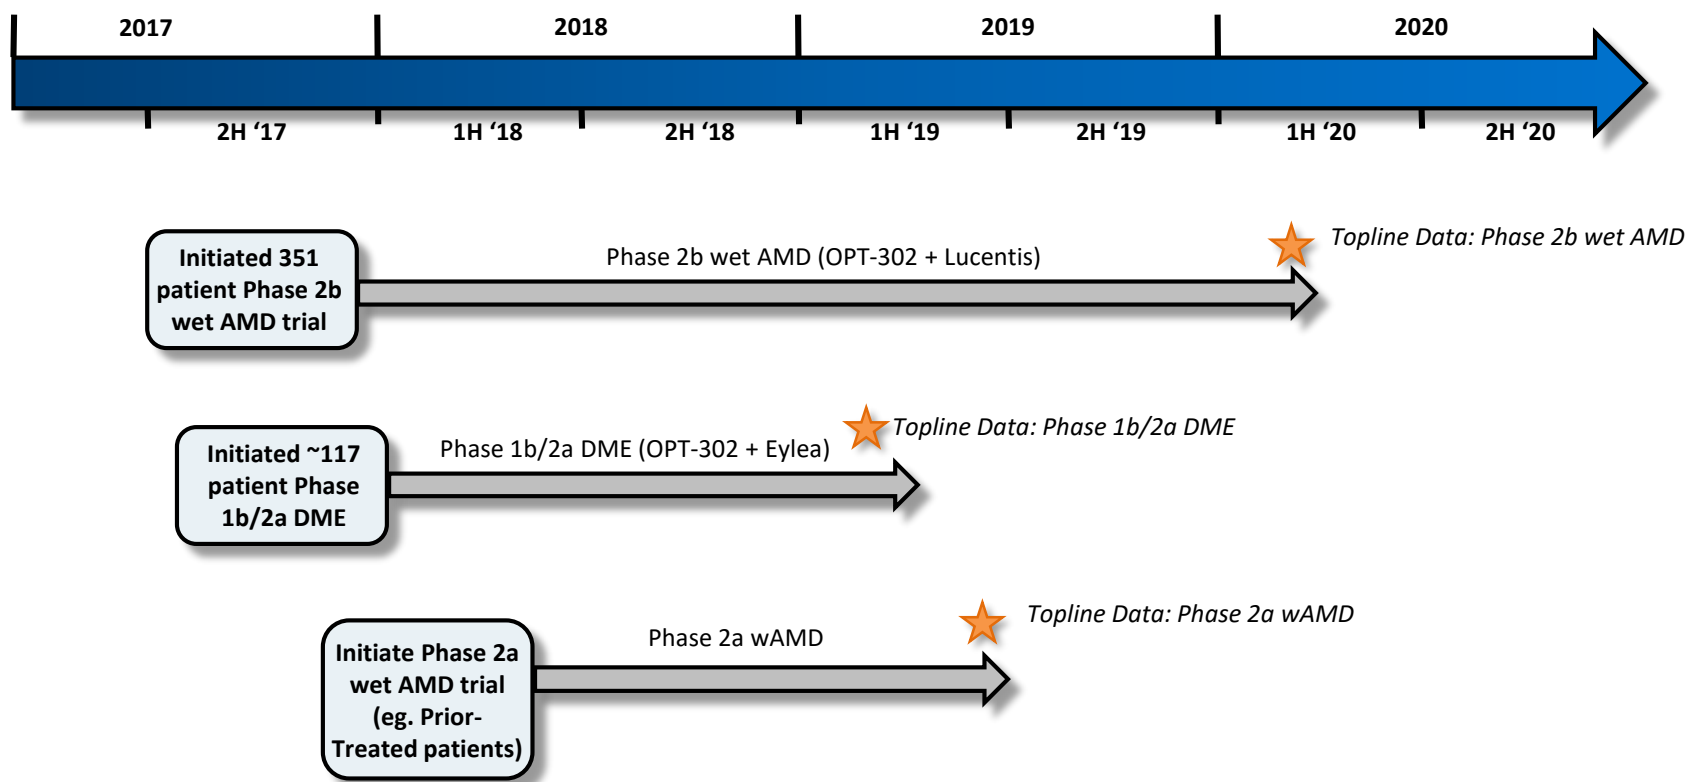 2017
2018
2019
2020
2H ‘17
1H ‘18
2H ‘18
1H ‘19
2H ‘19
1H ‘20
2H ‘20
Initiated 351
patient Phase 2b
wet AMD trial
Phase 2b wet AMD (OPT-302 + Lucentis)
Topline Data: Phase 2b wet AMD
Initiated ~117
patient Phase
1b/2a DME
Phase 1b/2a DME (OPT-302 + Eylea)
Topline Data: Phase 1b/2a DME
Initiate Phase 2a
wet AMD trial
(eg. Prior-
Treated patients)
Phase 2a wAMD
Topline Data: Phase 2a wAMD